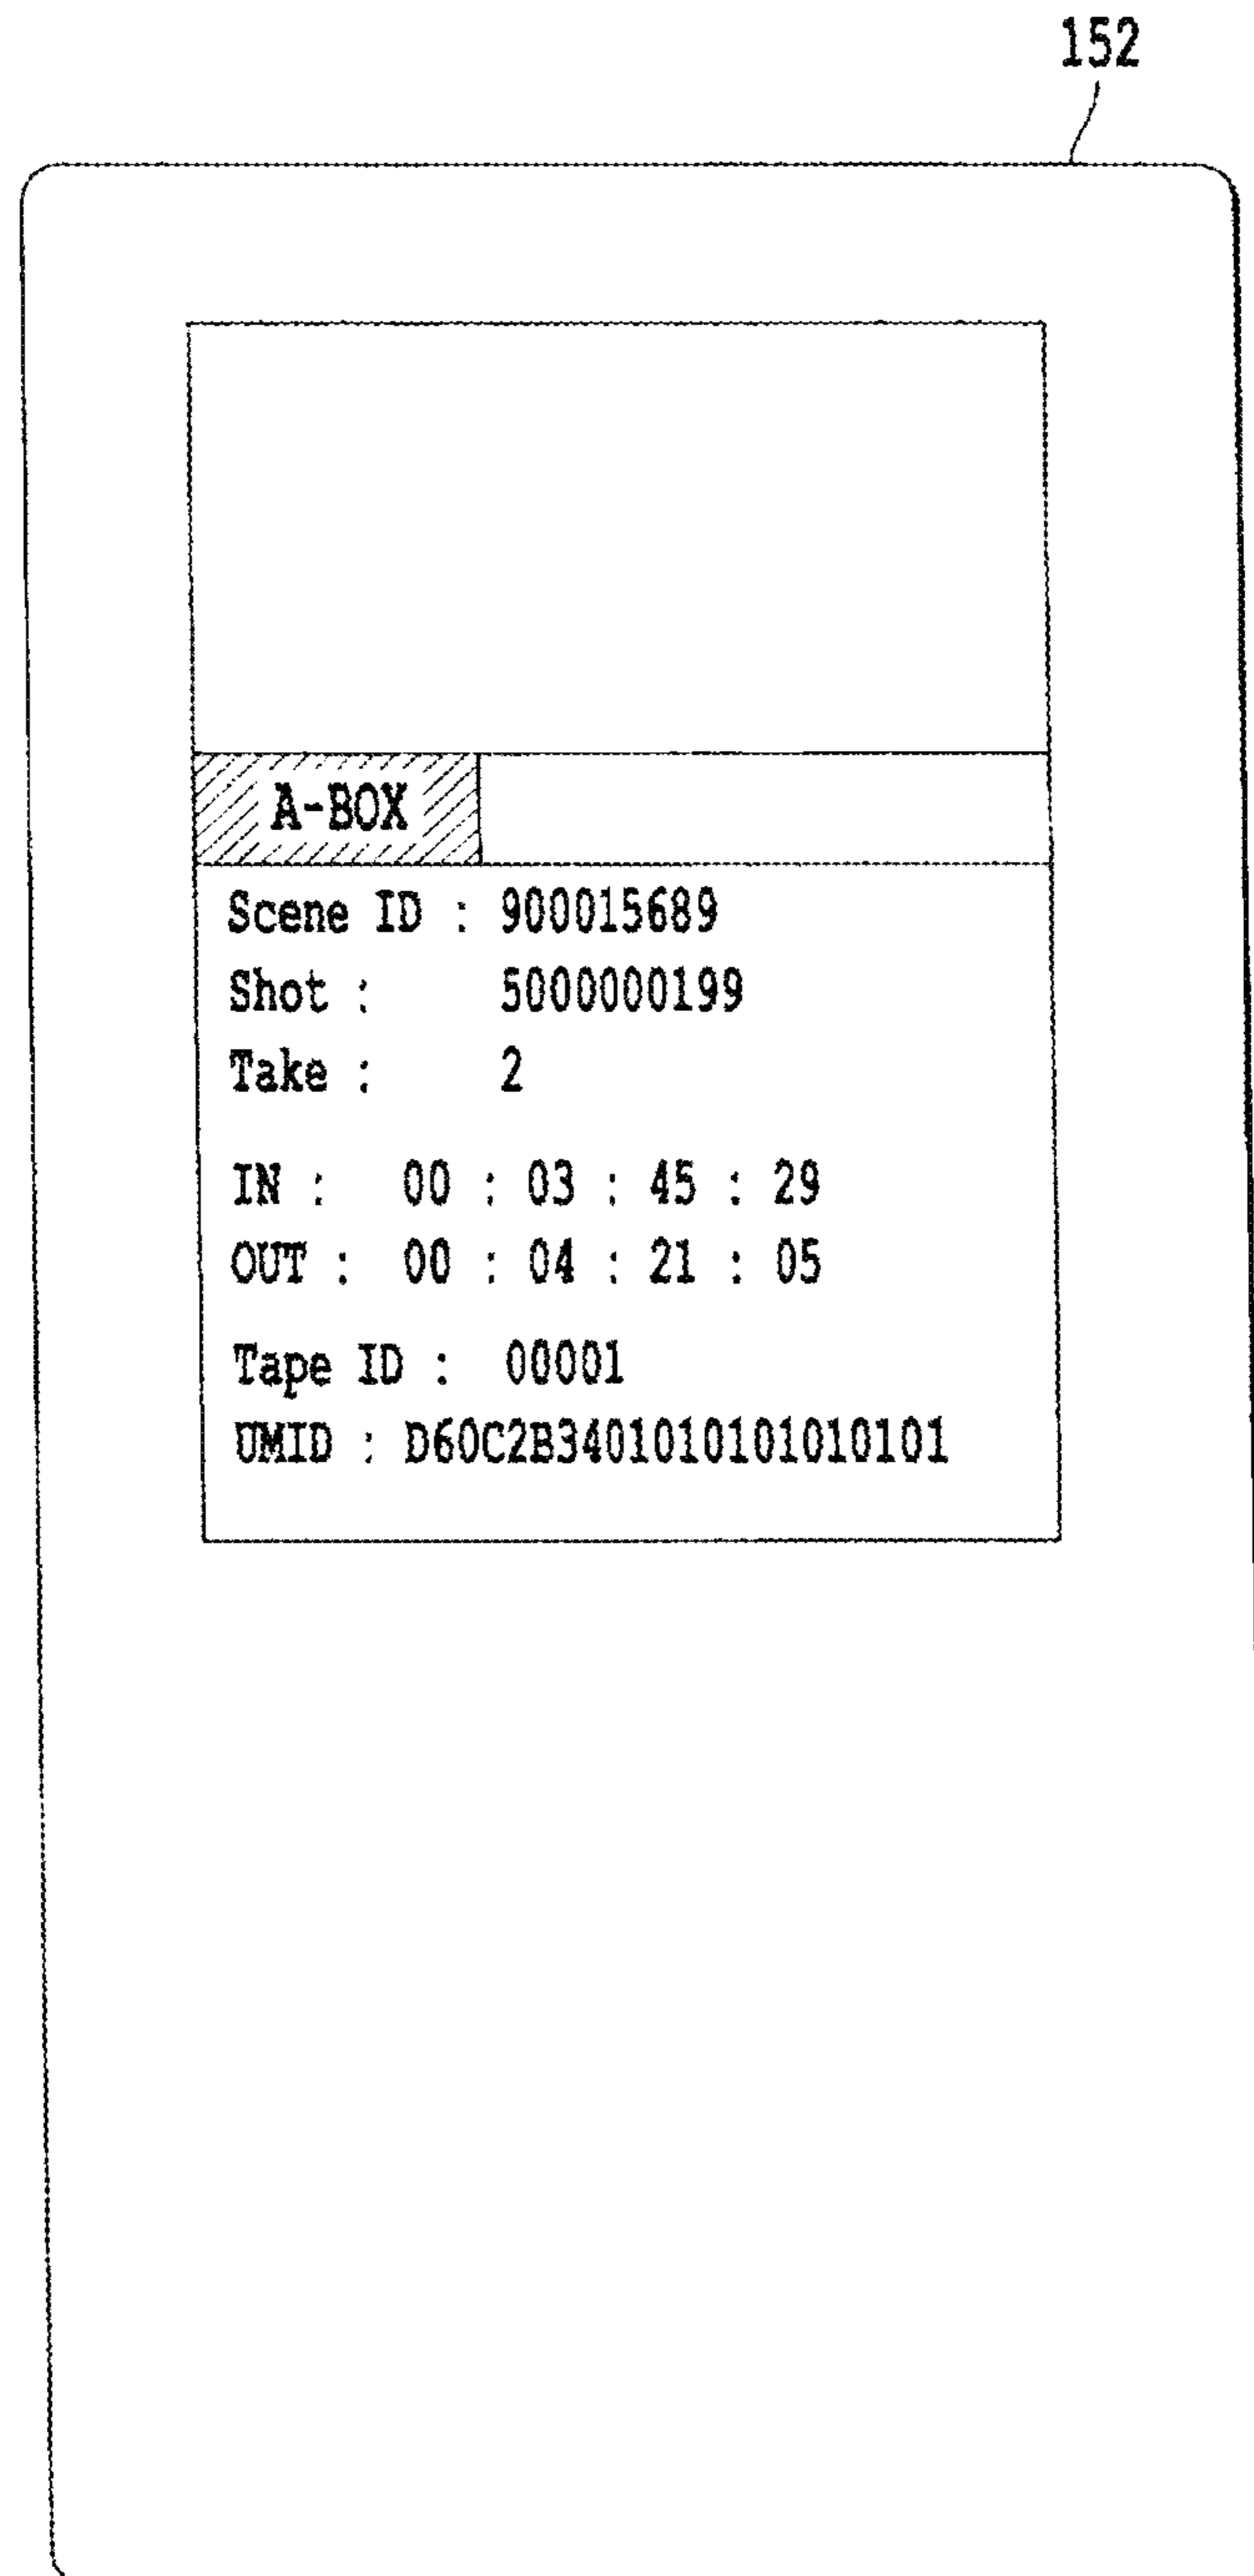 152
A-BOX
Scene ID : 900015689
Shot : 5000000199
Take : 2
IN : 00 : 03 : 45 : 29
OUT : 00 : 04 : 21 : 05
Tape ID : 00001
UMID : D60C2B3401010101010101